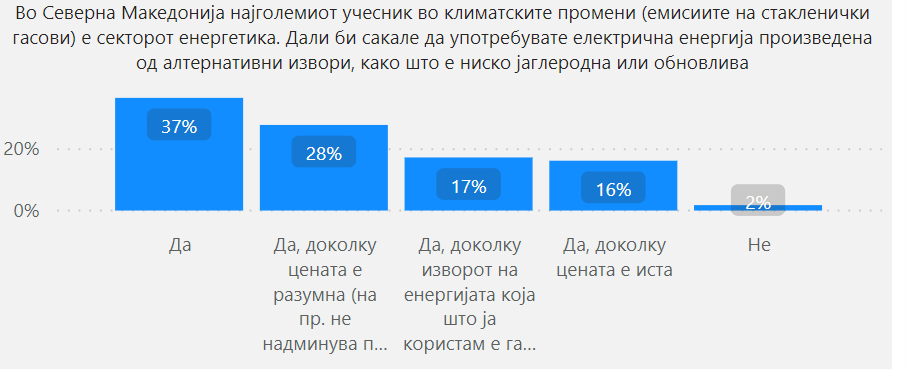 Во Северна Македонија најголемиот учесник во климатските промени (емисиите на стакленички
гасови) е секторот енергетика. Дали би сакале да употребувате електрична енергија произведена
од алтернативни извори, како што е ниско јаглеродна или обновлива
37%
28%
17%
16%
2%
20%
0%
Да
Да, доколку
цената е
разумна (на
пр. не
надминува п...
Да, доколку
изворот на
енергијата која
што ја
користам е га...
Да, доколку
цената е иста
Не